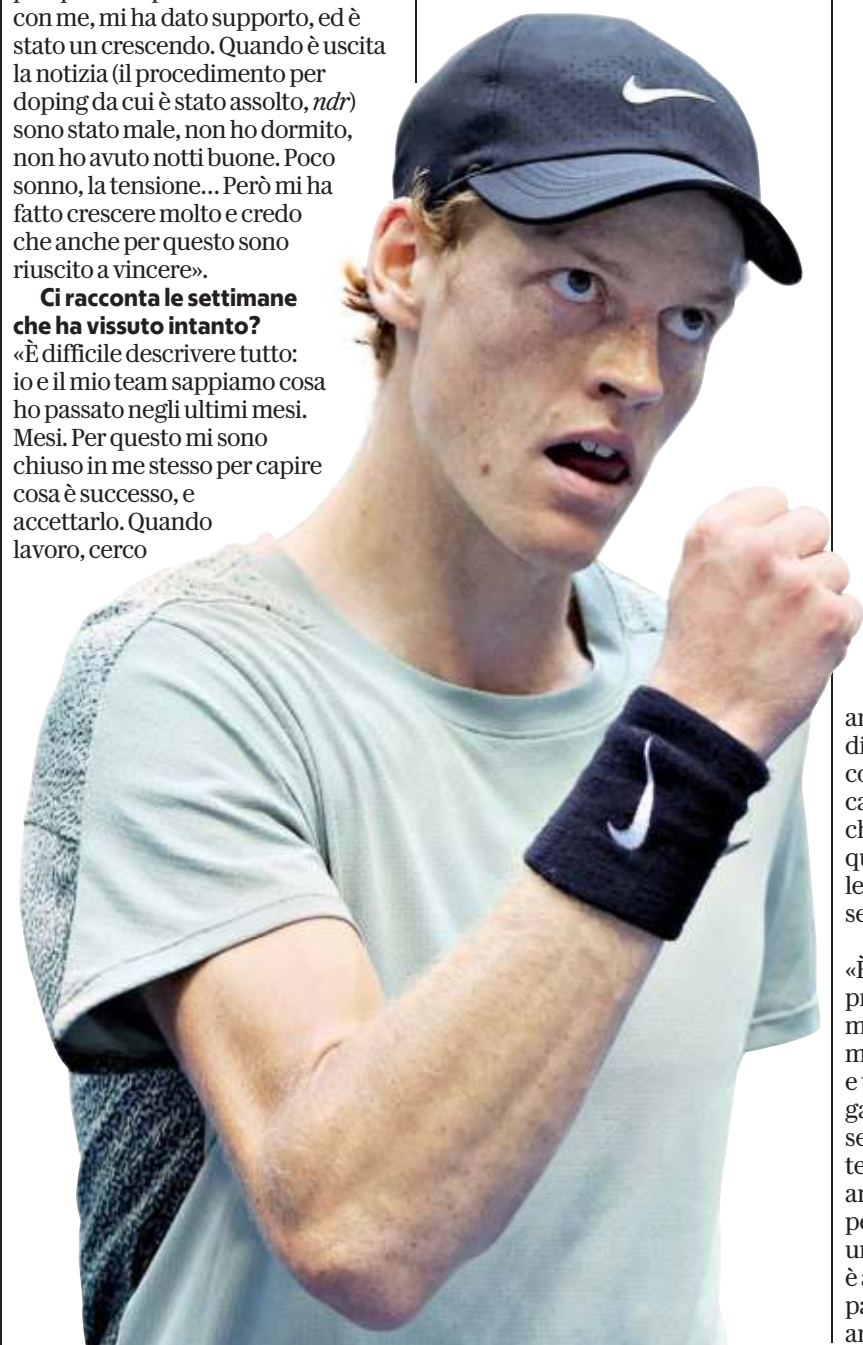 con me, mi ha dato supporto, ed è
stato un crescendo. Quando è uscita
la notizia (il procedimento per
doping da cui è stato assolto, ndr)
sono stato male, non ho dormito,
non ho avuto notti buone. Poco
sonno, la tensione... Però mi ha
fatto crescere molto e credo
che anche per questo sono
riuscito a vincere».
Ci racconta le settimane
che ha vissuto intanto?
«È difficile descrivere tutto:
io e il mio team sappiamo cosa
ho passato negli ultimi mesi.
Mesi. Per questo mi sono
chiuso in me stesso per capire
cosa è successo, e
accettarlo. Quando
lavoro, cerco